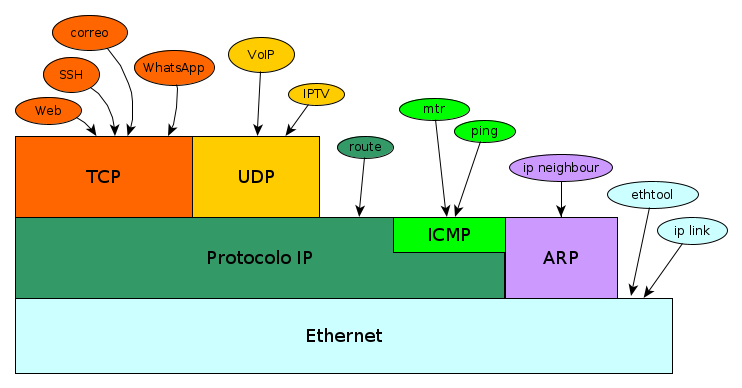 correo
VoIP
SSH
WhatsApp
IPTV
Web
mtr
ping
route
TCP
UDP
ip neighbour
ethtool
ip link
ICMP
Protocolo IP
ARP
Ethernet